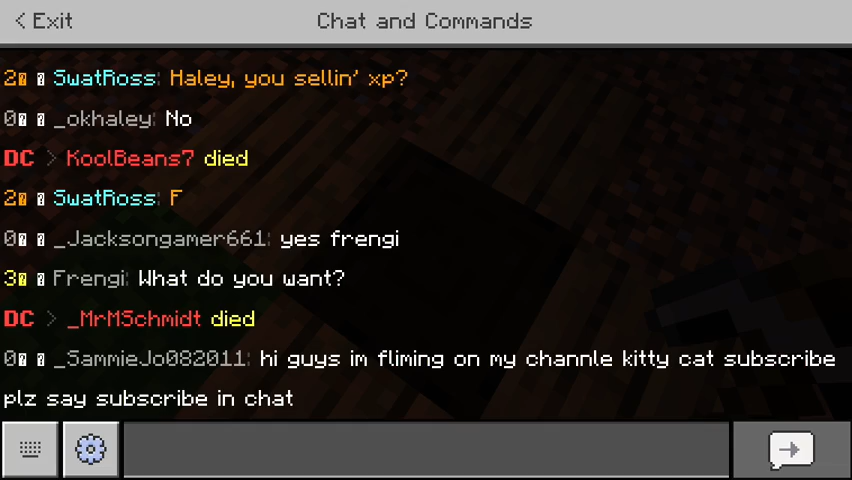 < Exit
Chat and Commands
2 SwatRoss: Haley, you sellin' xp?
0 _okhaley: No
DC > KoolBeans7 died
2 SwatRoss: F
0 _Jacksongamer661: yes frengi
3 Frengi: What do you want?
DC > _MrMSchmidt died
0 _SammieJo082011: hi guys im fliming on my channle kitty cat subscribe
plz say subscribe in chat